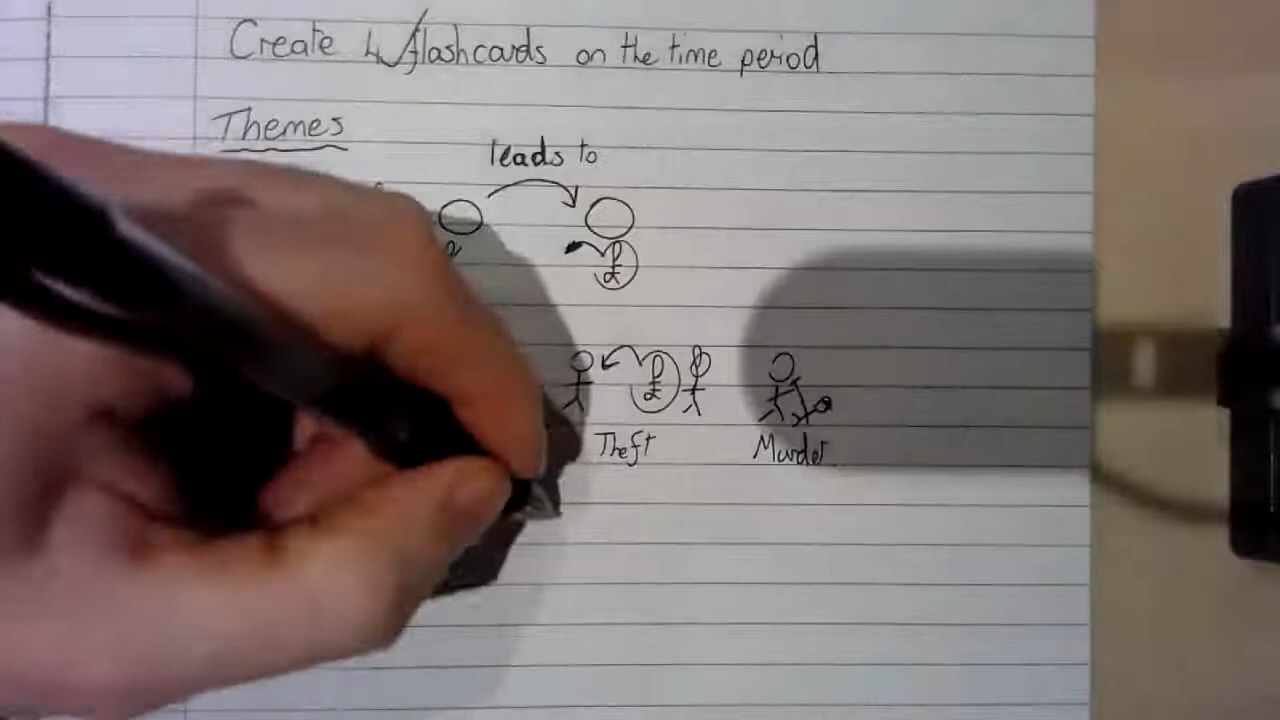 Create 4 flashcards on the time period
Themes
leads to
£
£
Theft Murder